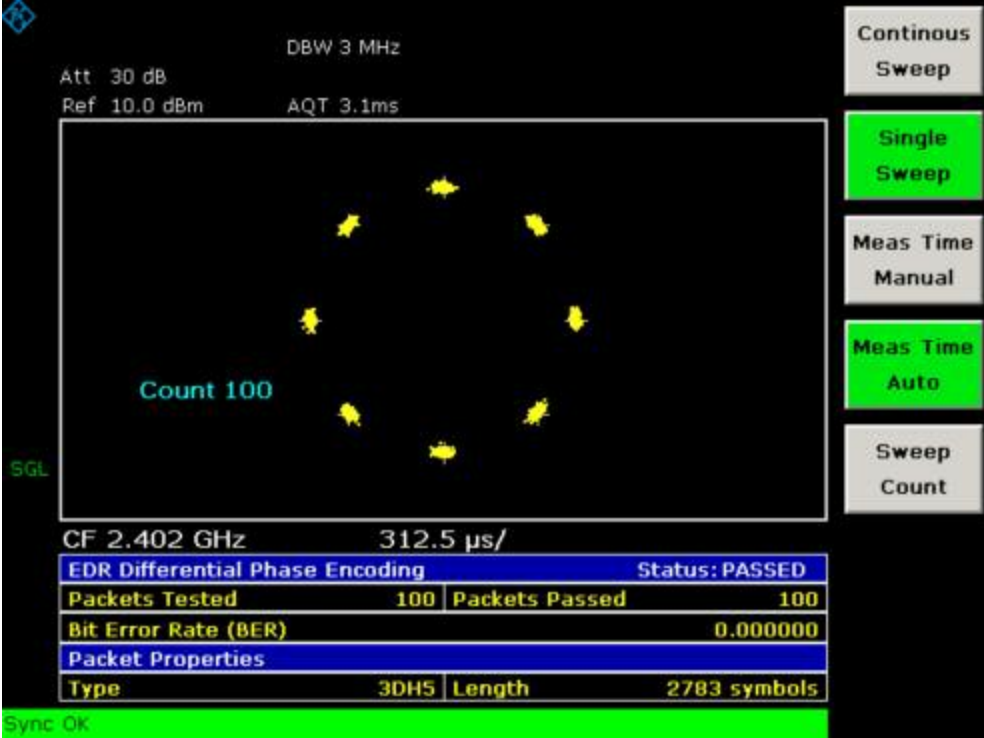 DBW 3 MHz
Att 30 dB
Ref 10.0 dBm AQT 3.1ms
Count 100
SGL
CF 2.402 GHz 312.5 µs/
EDR Differential Phase Encoding Status: PASSED
Packets Tested 100 Packets Passed 100
Bit Error Rate (BER) 0.000000
Packet Properties
Type 3DH5 Length 2783 symbols
Sync OK
Continous
Sweep
Single
Sweep
Meas Time
Manual
Meas Time
Auto
Sweep
Count